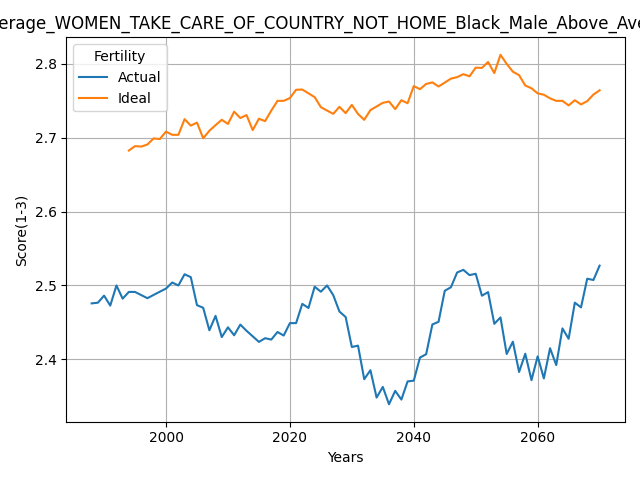 erage_WOMEN_TAKE_CARE_OF_COUNTRY_NOT_HOME_Black_Male_Above_Ave
Fertility
Actual
Ideal
2.8
2.7
2.6
2.5
2.4
Score(1-3)
2000
2020
2040
2060
Years